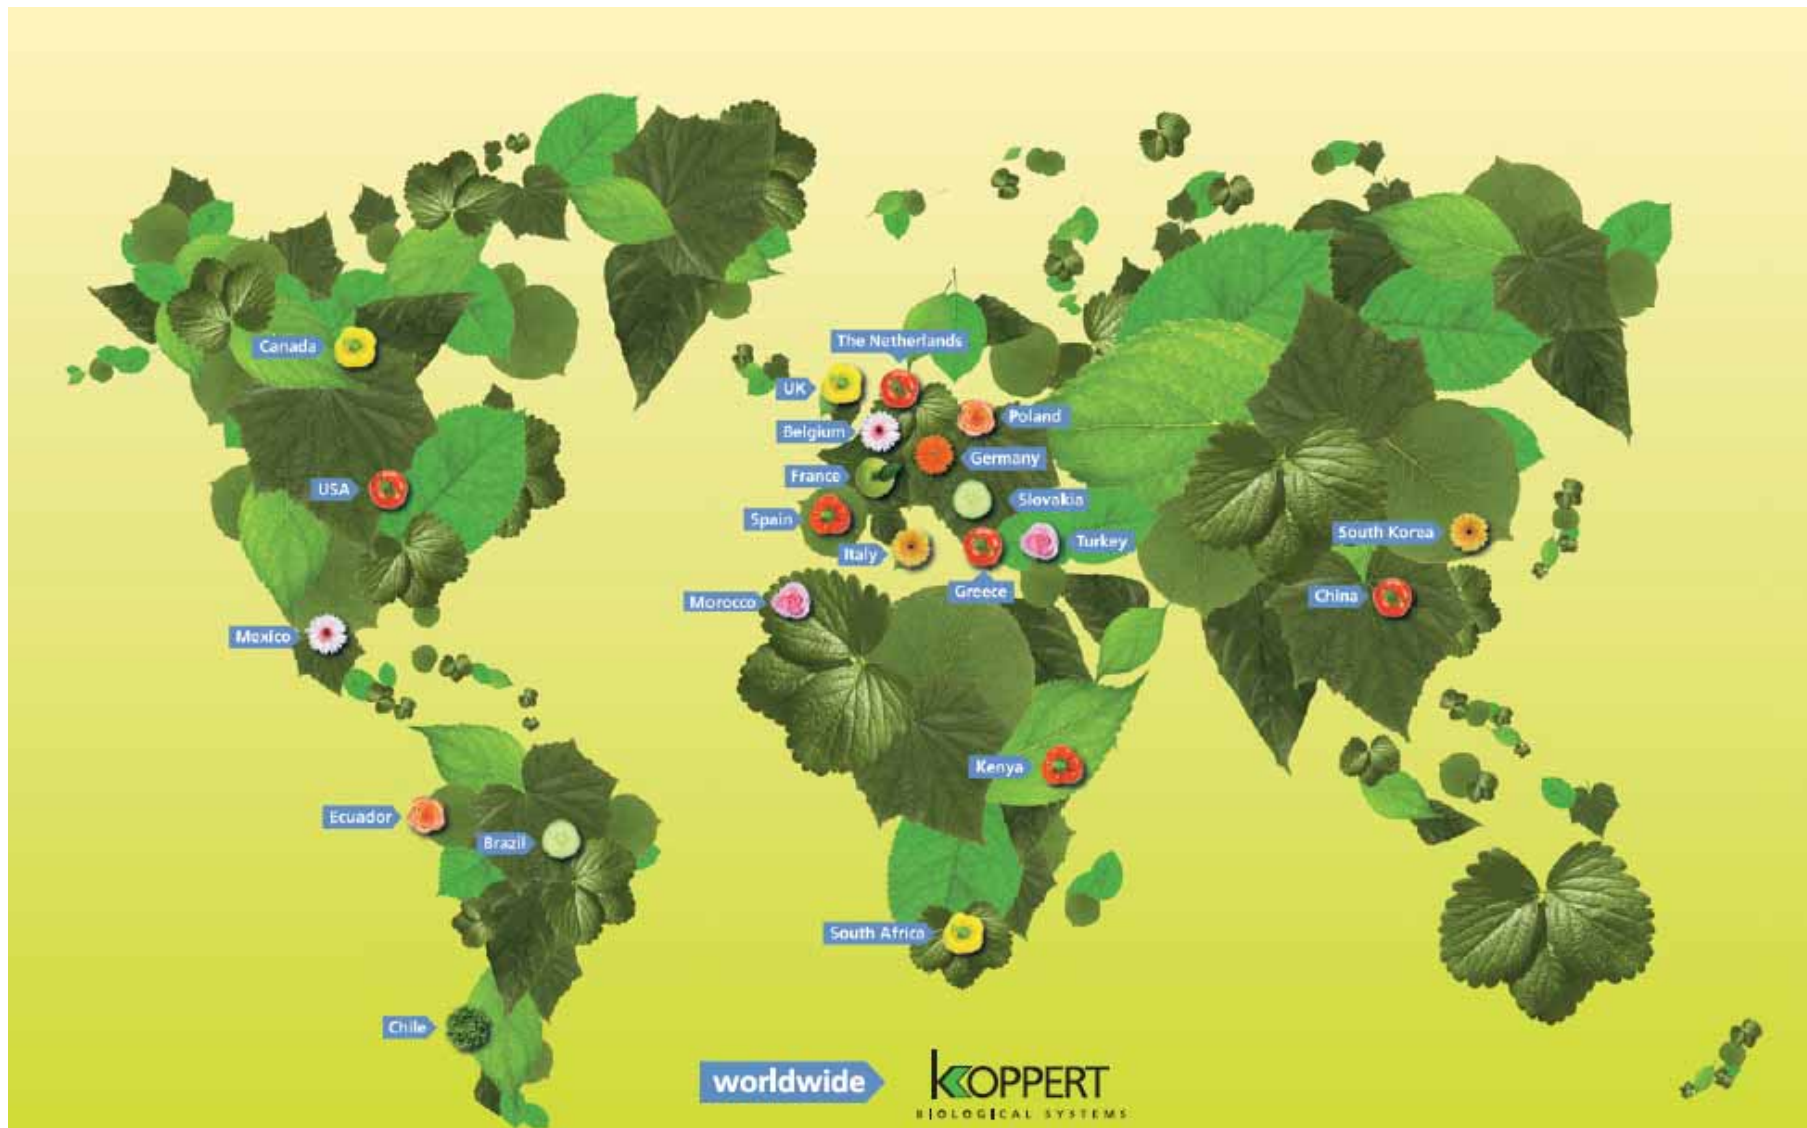 The Netherlands
Canada
UK
Poland
Belgium
Germany
France
USA
Slovakia
Spain
South Korea
Italy
Turkey
Greece
China
Morocco
Mexico
Kenya
Ecuador
Brazil
South Africa
Chile
worldwide
KOPPERT
BIOLOGICAL SYSTEMS